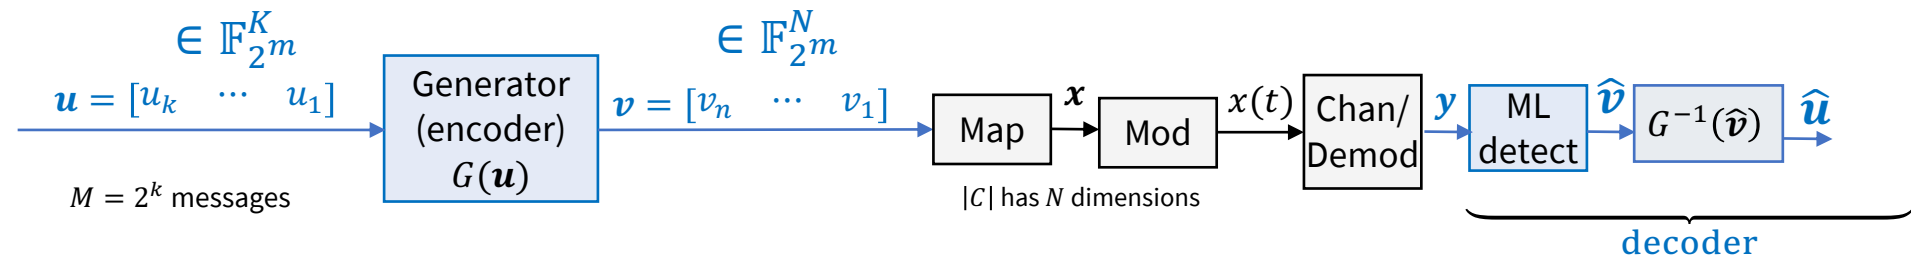 ∈ 𝔽_{2^m}^K
∈ 𝔽_{2^m}^N
𝒖 = [u_k ⋯ u_1]
Generator
(encoder)
G(𝒖)
𝒗 = [v_n ⋯ v_1]
Map
𝒙
Mod
x(t)
Chan/
Demod
𝒚
ML
detect
𝒗̂
G^{-1}(𝒗̂)
𝒖̂
M = 2^k messages
|C| has N dimensions
decoder